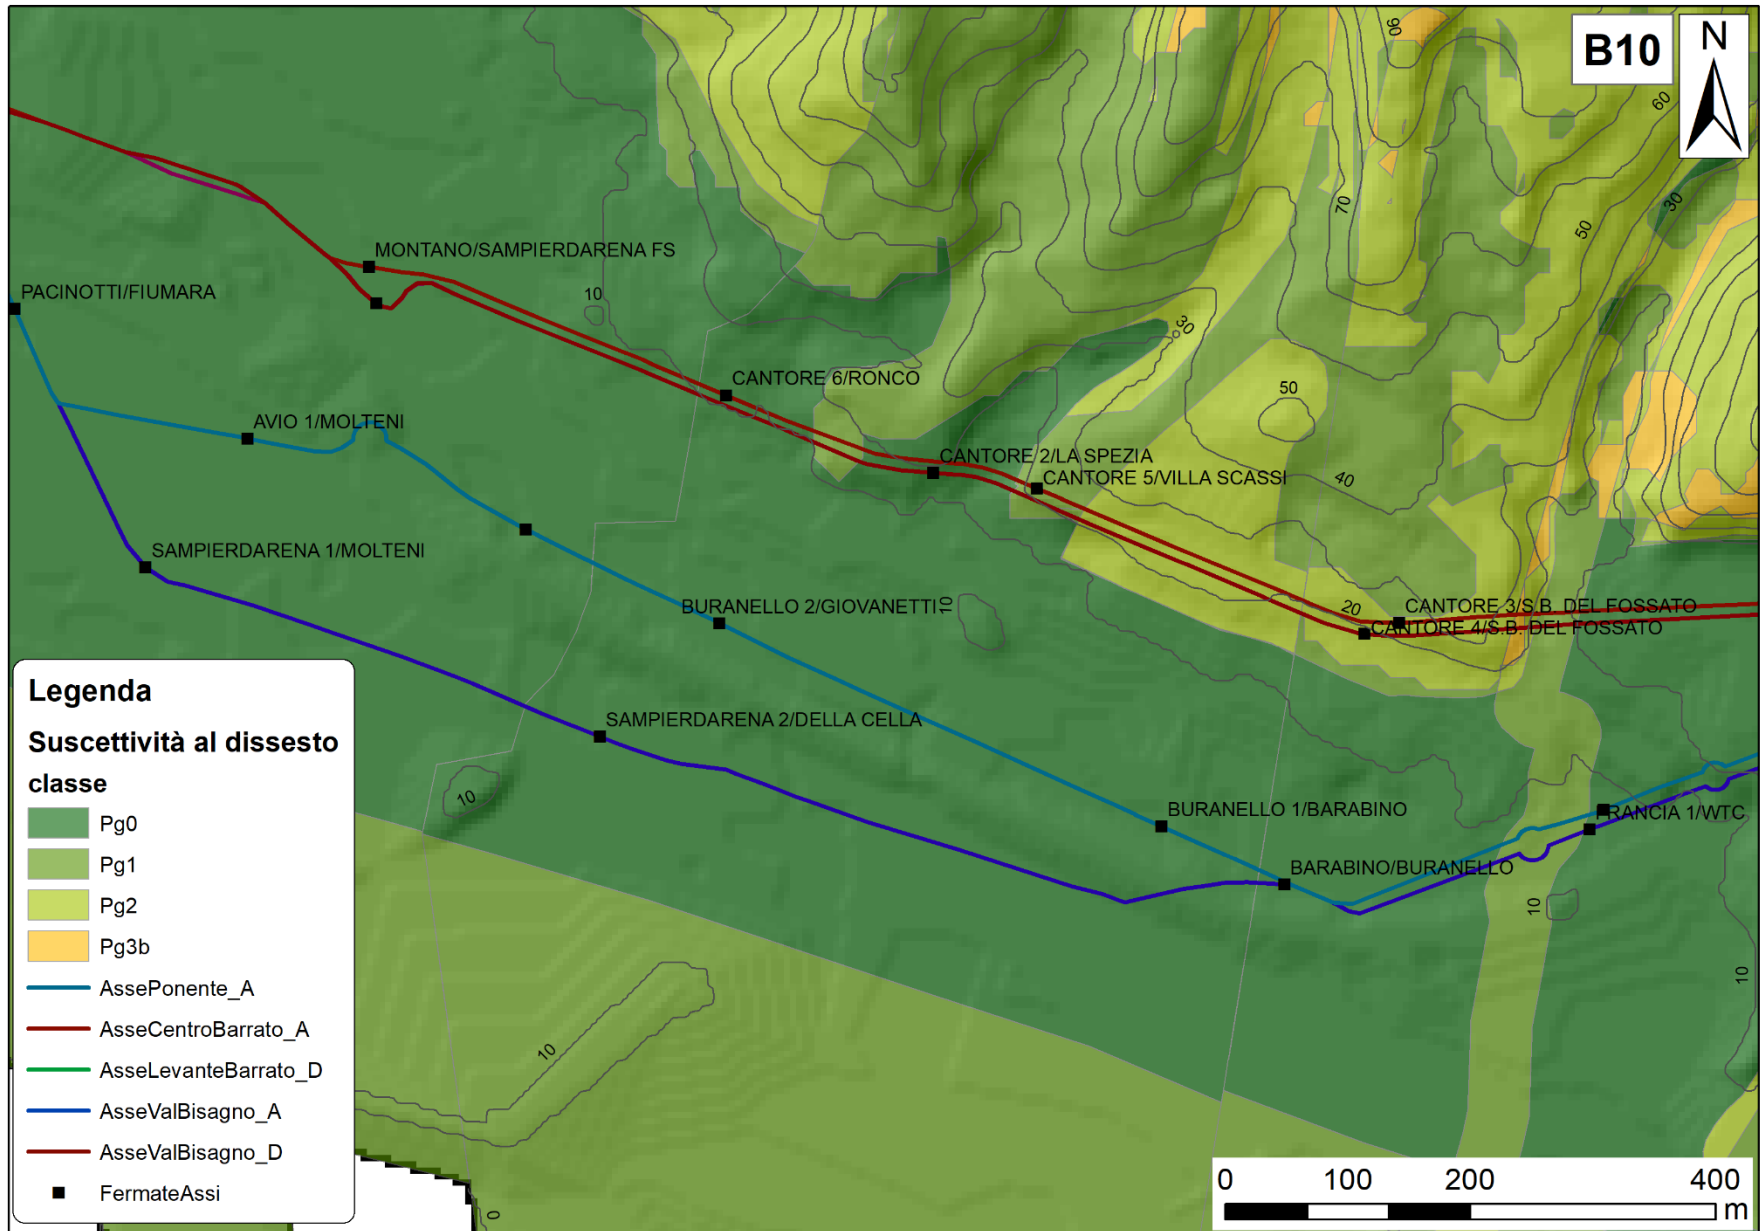 B10
N
90
60
70
50
30
MONTANO/SAMPIERDARENA FS
PACINOTTI/FIUMARA
10
30
CANTORE 6/RONCO
50
AVIO 1/MOLTENI
CANTORE 2/LA SPEZIA
CANTORE 5/VILLA SCASSI
40
SAMPIERDARENA 1/MOLTENI
BURANELLO 2/GIOVANETTI
10
20
CANTORE 3/S.B. DEL FOSSATO
CANTORE 4/S.B. DEL FOSSATO
SAMPIERDARENA 2/DELLA CELLA
10
BURANELLO 1/BARABINO
FRANCIA 1/WTC
BARABINO/BURANELLO
10
10
10
0
Legenda
Suscettività al dissesto
classe
Pg0
Pg1
Pg2
Pg3b
AssePonente_A
AsseCentroBarrato_A
AsseLevanteBarrato_D
AsseValBisagno_A
AsseValBisagno_D
FermateAssi
0 100 200 400
m